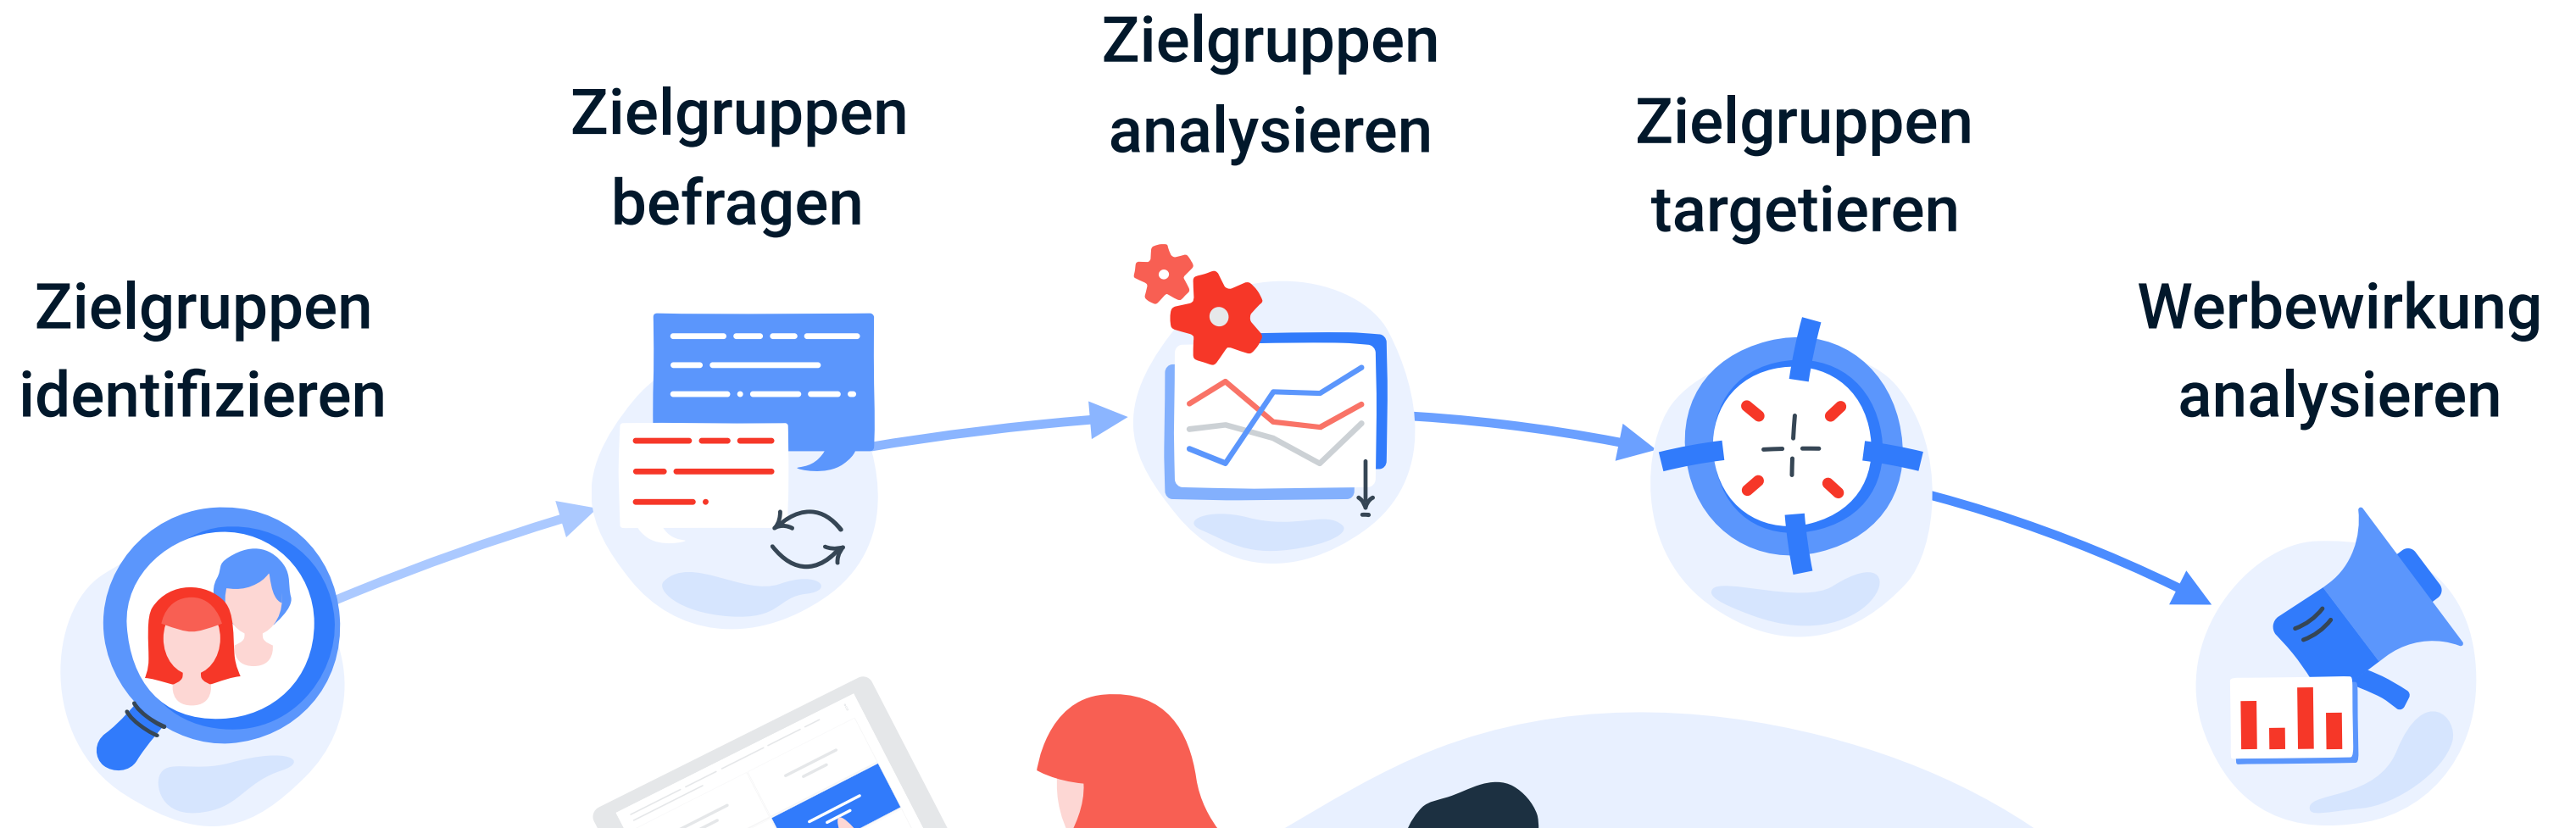 Zielgruppen
identifizieren
Zielgruppen
befragen
Zielgruppen
analysieren
Zielgruppen
targetieren
Werbewirkung
analysieren